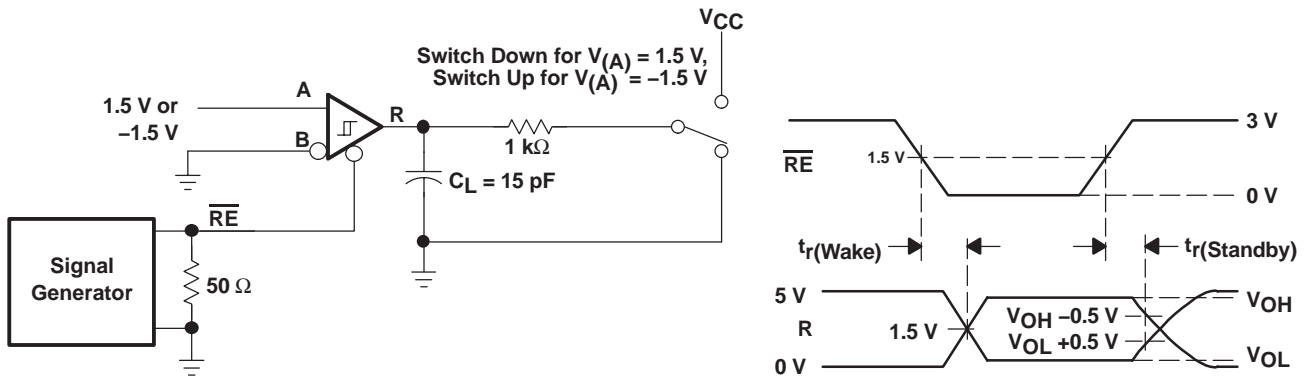 VCC
Switch Down for V(A) = 1.5 V,
Switch Up for V(A) = –1.5 V
1.5 V or
–1.5 V
A
B
R
1 kΩ
CL = 15 pF
RE
Signal
Generator
50 Ω
3 V
1.5 V
RE
0 V
tr(Wake)
tr(Standby)
5 V
R
1.5 V
0 V
VOH –0.5 V
VOL +0.5 V
VOH
VOL